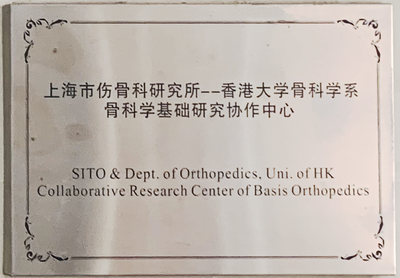 上海市伤骨科研究所--香港大学骨科学系
骨科学基础研究协作中心
SITO & Dept. of Orthopedics, Uni. of HK
Collaborative Research Center of Basis Orthopedics